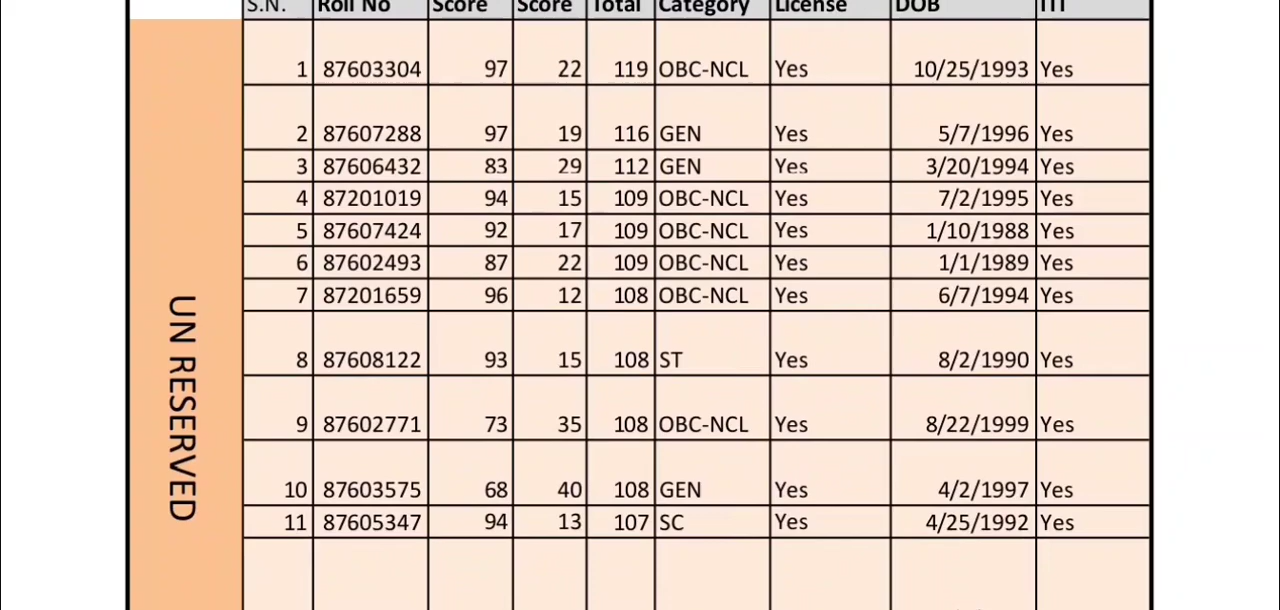 S.N. Roll No Score Score Total Category License DOB ITI
1 87603304 97 22 119 OBC-NCL Yes 10/25/1993 Yes
2 87607288 97 19 116 GEN Yes 5/7/1996 Yes
3 87606432 83 29 112 GEN Yes 3/20/1994 Yes
4 87201019 94 15 109 OBC-NCL Yes 7/2/1995 Yes
5 87607424 92 17 109 OBC-NCL Yes 1/10/1988 Yes
6 87602493 87 22 109 OBC-NCL Yes 1/1/1989 Yes
7 87201659 96 12 108 OBC-NCL Yes 6/7/1994 Yes
8 87608122 93 15 108 ST Yes 8/2/1990 Yes
9 87602771 73 35 108 OBC-NCL Yes 8/22/1999 Yes
10 87603575 68 40 108 GEN Yes 4/2/1997 Yes
11 87605347 94 13 107 SC Yes 4/25/1992 Yes
UN RESERVED